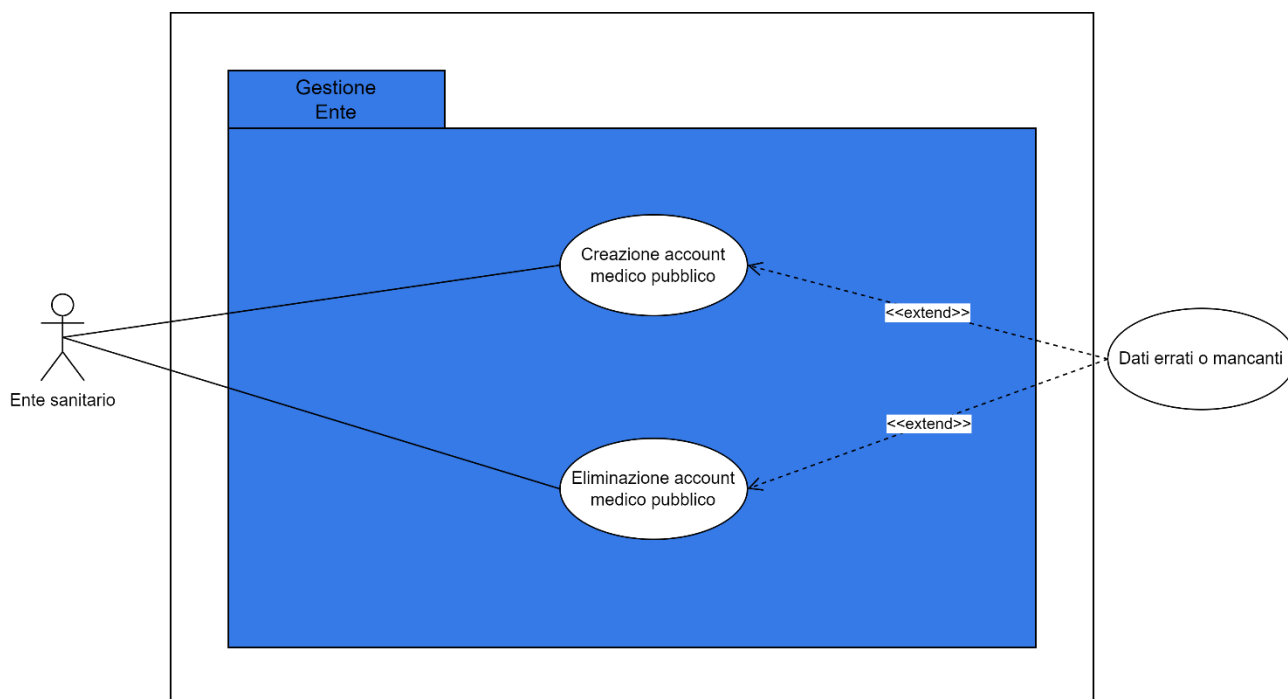 Gestione
Ente
Creazione account
medico pubblico
<<extend>>
Dati errati o mancanti
Ente sanitario
<<extend>>
Eliminazione account
medico pubblico